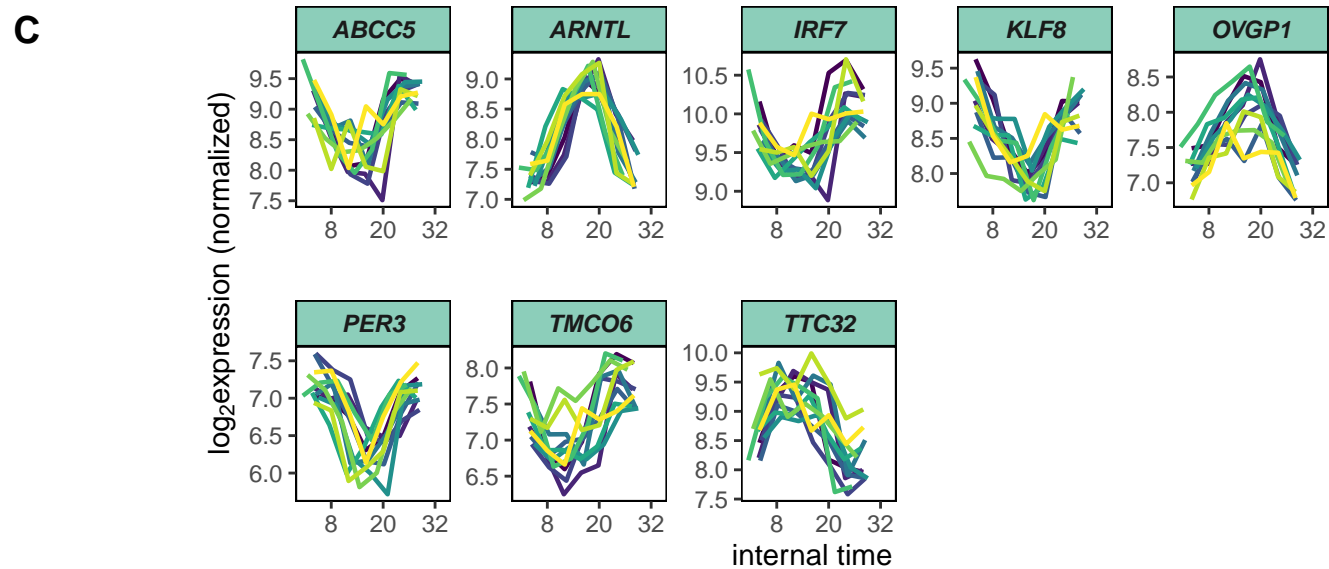 C
ABCC5 ARNTL IRF7 KLF8 OVGP1
9.5 9.0 8.5 8.0 7.5
9.0 8.5 8.0 7.5 7.0
10.5 10.0 9.5 9.0
9.5 9.0 8.5 8.0
8.5 8.0 7.5 7.0
8 20 32 8 20 32 8 20 32 8 20 32 8 20 32
log2expression (normalized)
PER3 TMCO6 TTC32
7.5 7.0 6.5 6.0
8.0 7.5 7.0 6.5
10.0 9.5 9.0 8.5 8.0 7.5
8 20 32 8 20 32 8 20 32
internal time